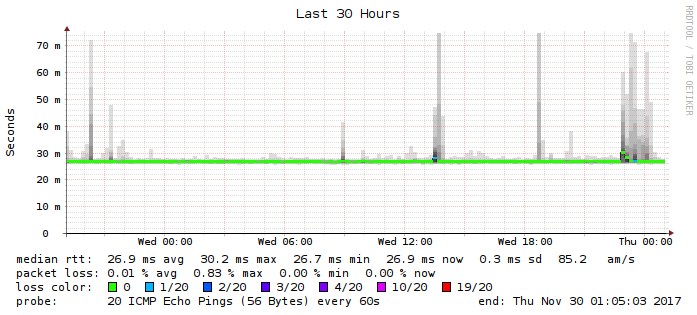 Last 30 Hours
RRDTOOL / TOBI OETIKER
Seconds
70 m
60 m
50 m
40 m
30 m
20 m
10 m
0
Wed 00:00 Wed 06:00 Wed 12:00 Wed 18:00 Thu 00:00
median rtt: 26.9 ms avg 30.2 ms max 26.7 ms min 26.9 ms now 0.3 ms sd 85.2 am/s
packet loss: 0.01 % avg 0.83 % max 0.00 % min 0.00 % now
loss color: 0 1/20 2/20 3/20 4/20 10/20 19/20
probe: 20 ICMP Echo Pings (56 Bytes) every 60s end: Thu Nov 30 01:05:03 2017